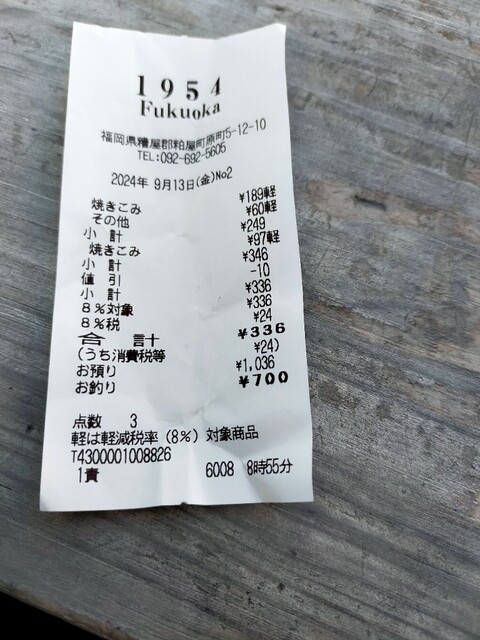 1954
Fukuoka
福岡県糟屋郡粕屋町原町5-12-10
TEL:092-692-5605
2024年 9月13日(金)No2
焼きこみ ¥189軽
その他 ¥60軽
小 計 ¥249
焼きこみ ¥97軽
小 計 ¥346
値 引 -10
小 計 ¥336
8%対象 ¥336
8%税 ¥24
合 計 ¥336
(うち消費税等 ¥24)
お預り ¥1,036
お釣り ¥700
点数 3
軽は軽減税率(8%)対象商品
T4300001008826
1責 6008 8時55分